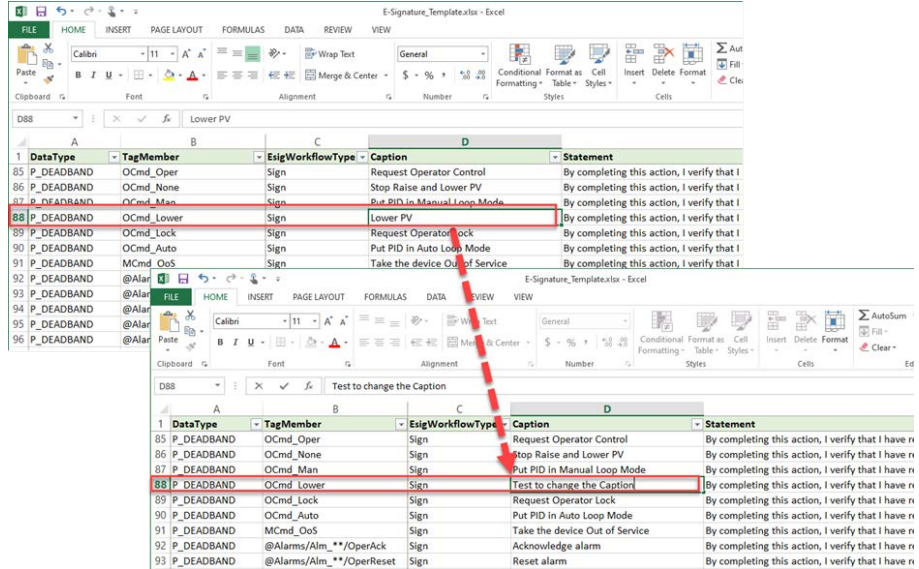 E-Signature_Template.xlsx - Excel
FILE HOME INSERT PAGE LAYOUT FORMULAS DATA REVIEW VIEW
Calibri 11 A A Wrap Text General Aut
Paste B I U A Merge & Center $ % Conditional Format as Cell Insert Delete Format Fill
Formatting Table Styles Clea
Clipboard Font Alignment Number Styles Cells
D88 fx Lower PV
A B C D
1 DataType TagMember EsigWorkflowType Caption Statement
85 P_DEADBAND OCmd_Oper Sign Request Operator Control By completing this action, I verify that I
86 P_DEADBAND OCmd_None Sign Stop Raise and Lower PV By completing this action, I verify that I
87 P_DEADBAND OCmd_Man Sign Put PID in Manual Loop Mode By completing this action, I verify that I
88 P_DEADBAND OCmd_Lower Sign Lower PV By completing this action, I verify that I
89 P_DEADBAND OCmd_Lock Sign Request Operator Lock By completing this action, I verify that I
90 P_DEADBAND OCmd_Auto Sign Put PID in Auto Loop Mode By completing this action, I verify that I
91 P_DEADBAND MCmd_OoS Sign Take the device Out of Service By completing this action, I verify that I
92 P_DEADBAND @Alar
93 P_DEADBAND @Alar
94 P_DEADBAND @Alar
95 P_DEADBAND @Alar
96 P_DEADBAND @Alar
E-Signature_Template.xlsx - Excel
FILE HOME INSERT PAGE LAYOUT FORMULAS DATA REVIEW VIEW
Calibri 11 A A Wrap Text General AutoSum
Paste B I U A Merge & Center $ % Conditional Format as Cell Insert Delete Format Fill
Formatting Table Styles Clear
Clipboard Font Alignment Number Styles Cells Ed
D88 fx Test to change the Caption
A B C D
1 DataType TagMember EsigWorkflowType Caption Statement
85 P_DEADBAND OCmd_Oper Sign Request Operator Control By completing this action, I verify that I have re
86 P_DEADBAND OCmd_None Sign Stop Raise and Lower PV By completing this action, I verify that I have re
87 P_DEADBAND OCmd_Man Sign Put PID in Manual Loop Mode By completing this action, I verify that I have re
88 P_DEADBAND OCmd_Lower Sign Test to change the Caption By completing this action, I verify that I have re
89 P_DEADBAND OCmd_Lock Sign Request Operator Lock By completing this action, I verify that I have re
90 P_DEADBAND OCmd_Auto Sign Put PID in Auto Loop Mode By completing this action, I verify that I have re
91 P_DEADBAND MCmd_OoS Sign Take the device Out of Service By completing this action, I verify that I have re
92 P_DEADBAND @Alarms/Alm_**/OperAck Sign Acknowledge alarm By completing this action, I verify that I have re
93 P_DEADBAND @Alarms/Alm_**/OperReset Sign Reset alarm By completing this action, I verify that I have re